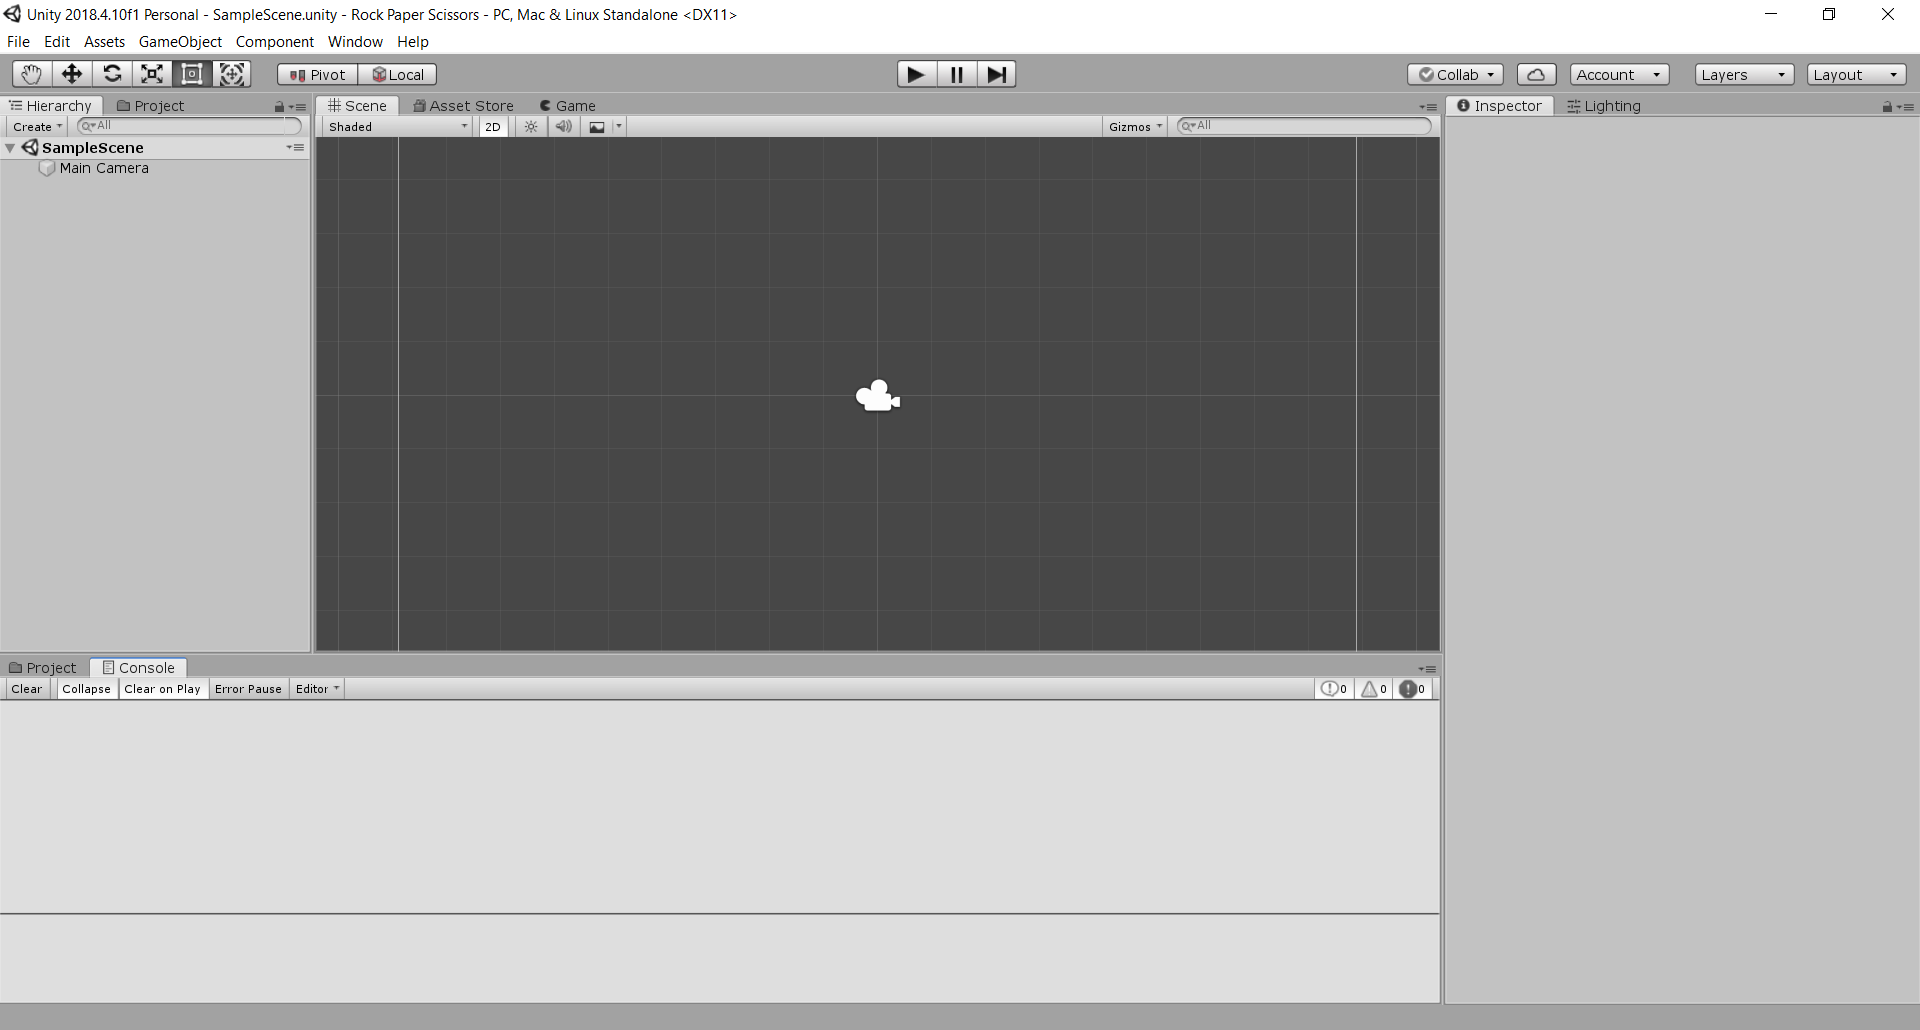 Unity 2018.4.10f1 Personal - SampleScene.unity - Rock Paper Scissors - PC, Mac & Linux Standalone <DX11>
File Edit Assets GameObject Component Window Help
Pivot Local Collab Account Layers Layout
Hierarchy Project Scene Asset Store Game Inspector Lighting
Create All Shaded 2D Gizmos All
SampleScene
Main Camera
Project Console
Clear Collapse Clear on Play Error Pause Editor 0 0 0